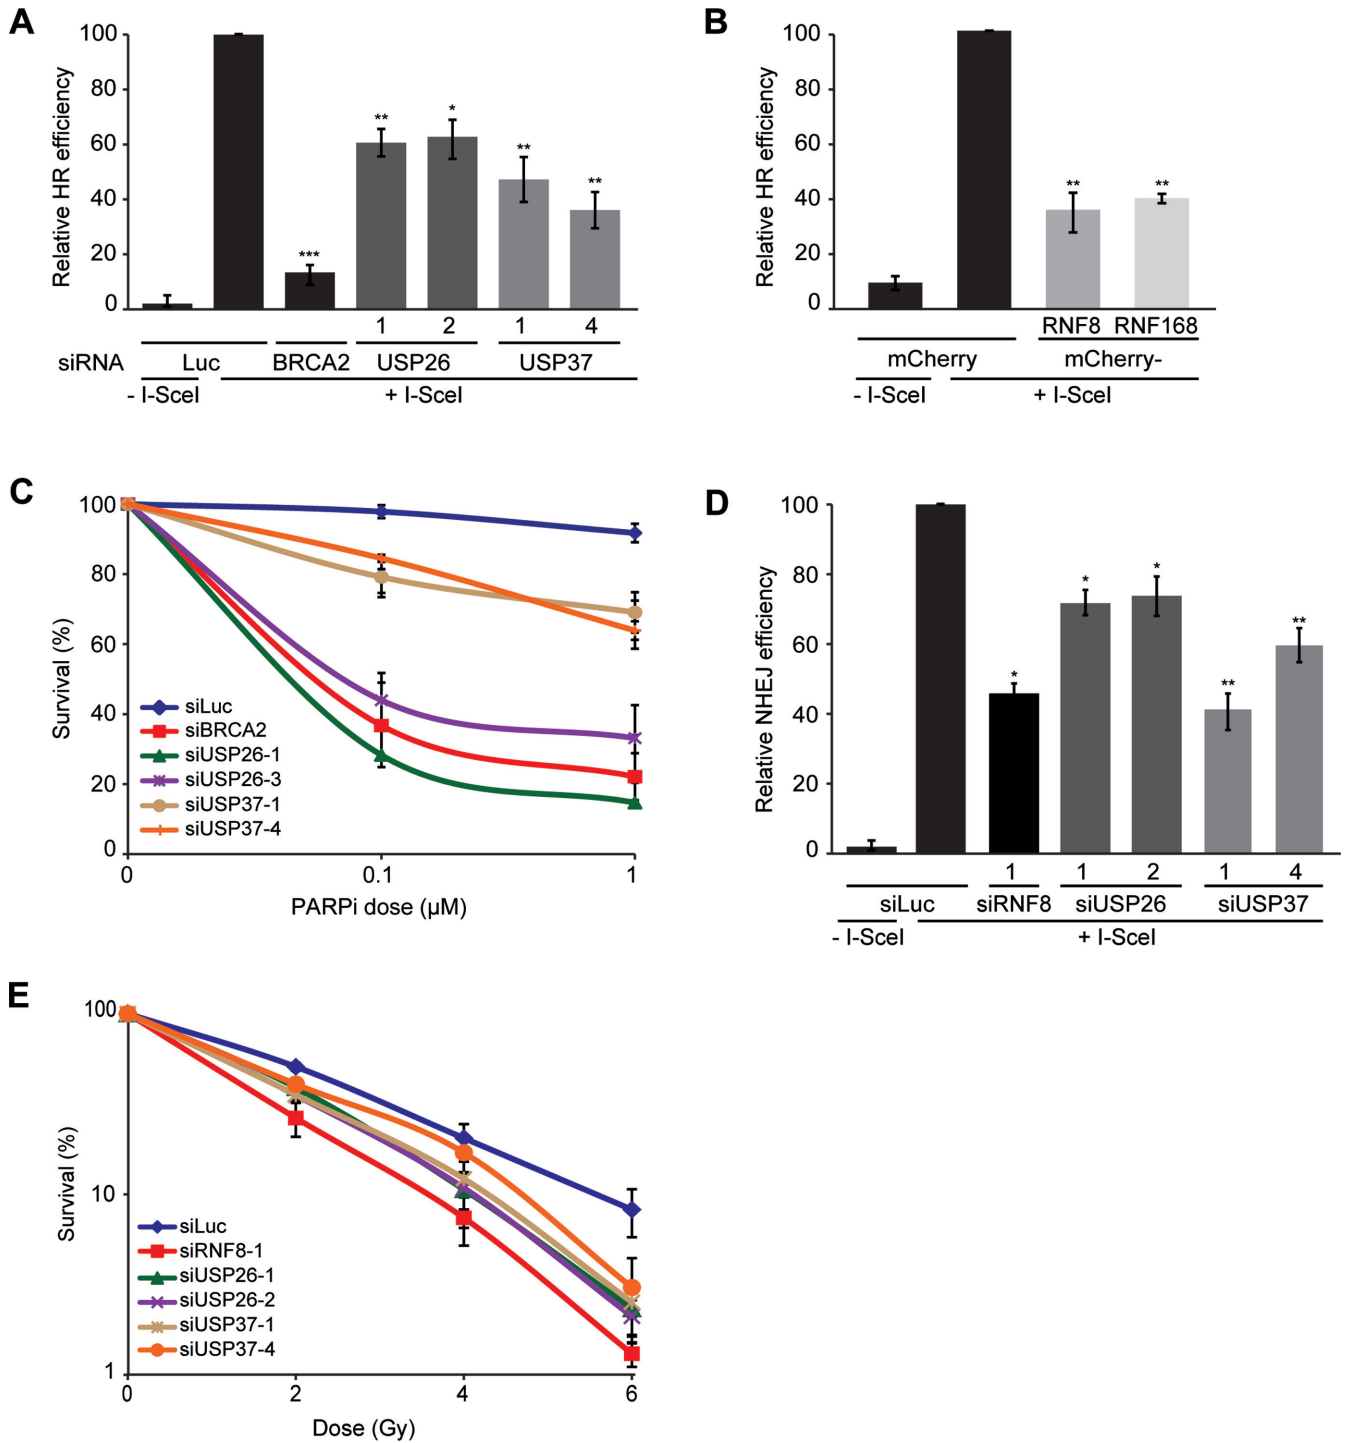 A
Relative HR efficiency
100
80
60
40
20
0
***
**
*
**
**
1 2 1 4
siRNA Luc BRCA2 USP26 USP37
- I-SceI + I-SceI
B
Relative HR efficiency
100
80
60
40
20
0
**
**
RNF8 RNF168
mCherry mCherry-
- I-SceI + I-SceI
C
Survival (%)
100
80
60
40
20
0
siLuc
siBRCA2
siUSP26-1
siUSP26-3
siUSP37-1
siUSP37-4
0 0.1 1
PARPi dose (µM)
D
Relative NHEJ efficiency
100
80
60
40
20
0
*
*
*
**
**
1 1 2 1 4
siLuc siRNF8 siUSP26 siUSP37
- I-SceI + I-SceI
E
Survival (%)
100
10
1
siLuc
siRNF8-1
siUSP26-1
siUSP26-2
siUSP37-1
siUSP37-4
0 2 4 6
Dose (Gy)